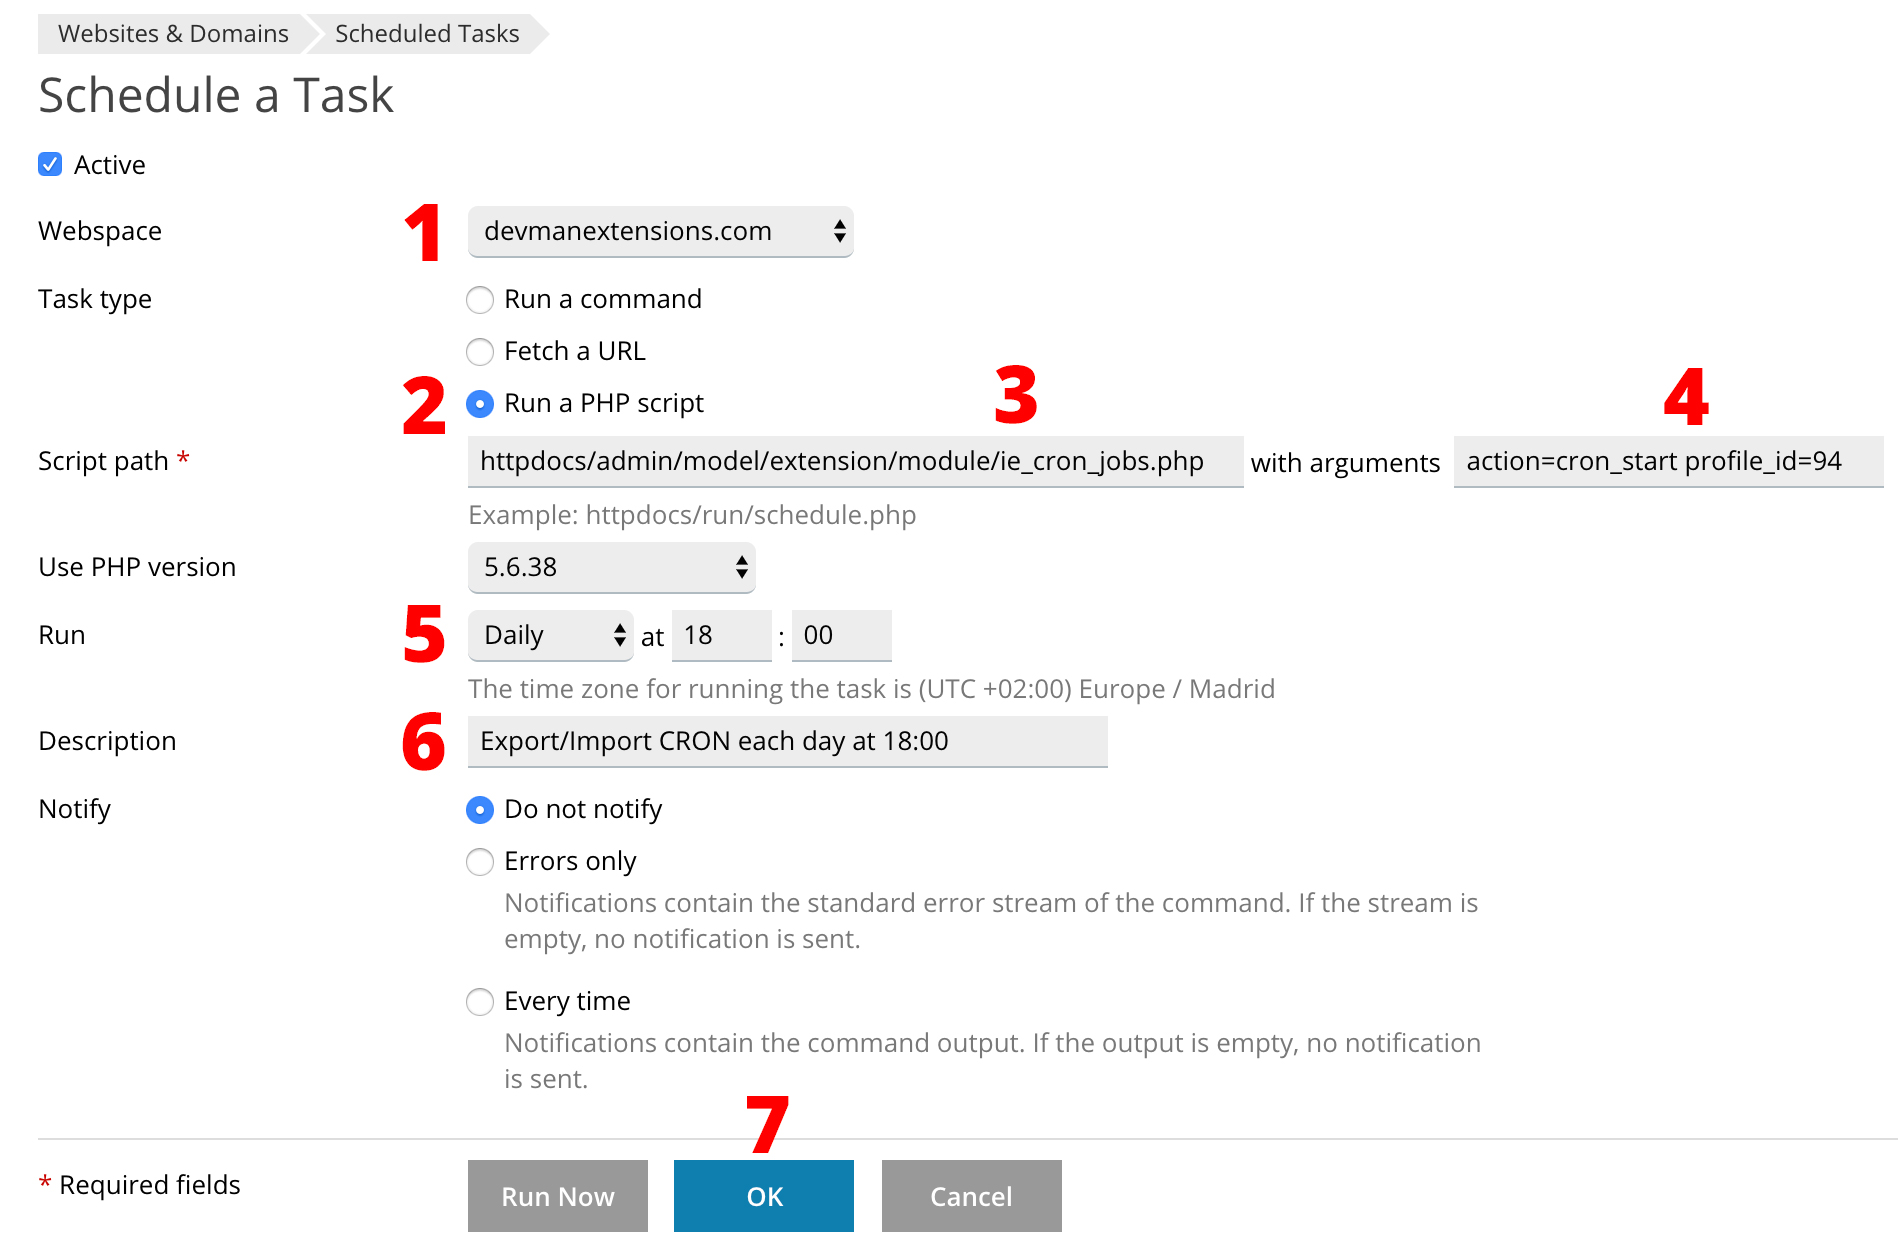 Websites & Domains Scheduled Tasks
Schedule a Task
Active
Webspace 1 devmanextensions.com
Task type Run a command
Fetch a URL
2 Run a PHP script 3 4
Script path * httpdocs/admin/model/extension/module/ie_cron_jobs.php with arguments action=cron_start profile_id=94
Example: httpdocs/run/schedule.php
Use PHP version 5.6.38
Run 5 Daily at 18 : 00
The time zone for running the task is (UTC +02:00) Europe / Madrid
Description 6 Export/Import CRON each day at 18:00
Notify Do not notify
Errors only
Notifications contain the standard error stream of the command. If the stream is
empty, no notification is sent.
Every time
Notifications contain the command output. If the output is empty, no notification
is sent.
7
* Required fields Run Now OK Cancel